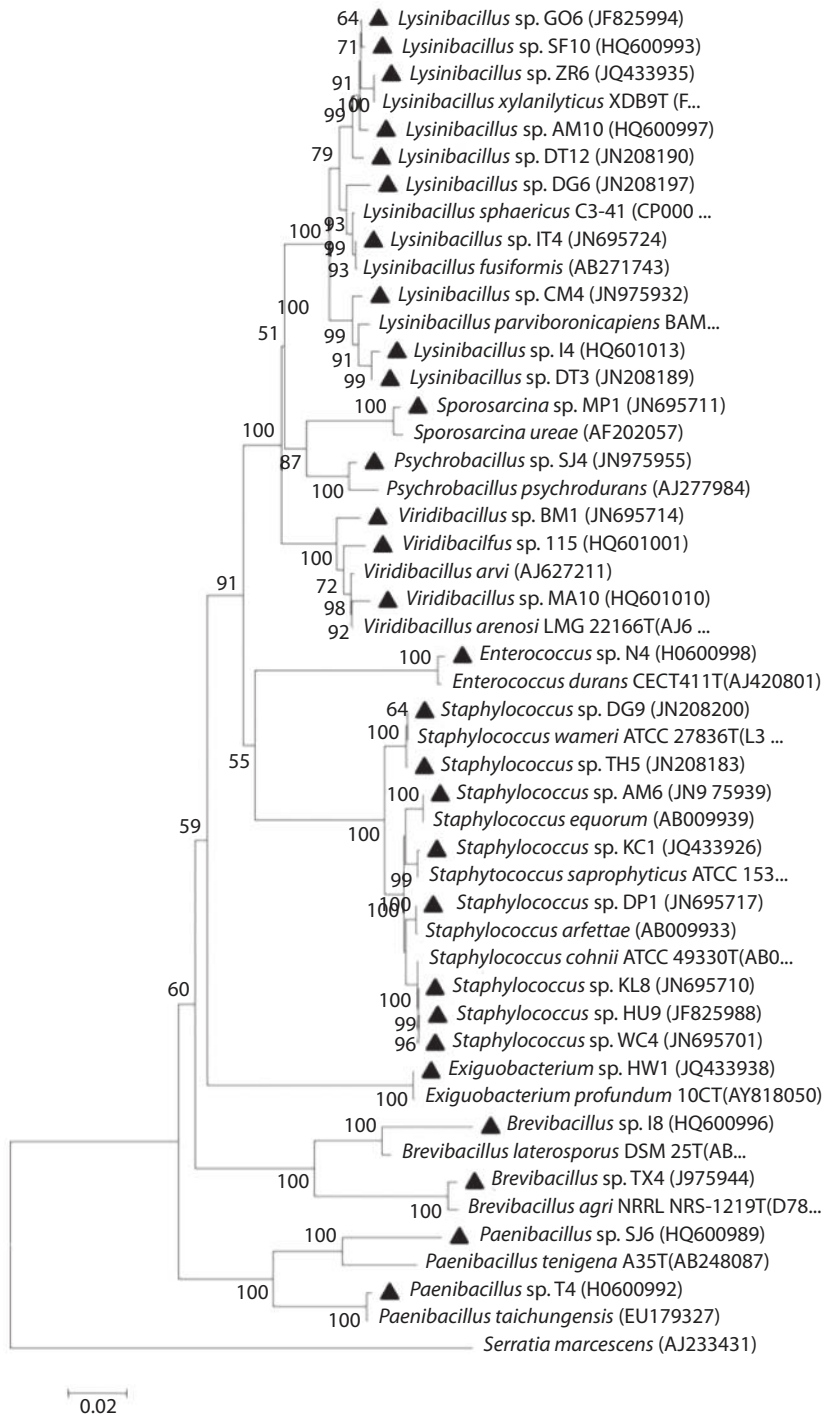 64 ▲ Lysinibacillus sp. GO6 (JF825994)
71 ▲ Lysinibacillus sp. SF10 (HQ600993)
91 ▲ Lysinibacillus sp. ZR6 (JQ433935)
100 Lysinibacillus xylanilyticus XDB9T (F...
99 ▲ Lysinibacillus sp. AM10 (HQ600997)
79 ▲ Lysinibacillus sp. DT12 (JN208190)
▲ Lysinibacillus sp. DG6 (JN208197)
93 Lysinibacillus sphaericus C3-41 (CP000 ...
100 99 ▲ Lysinibacillus sp. IT4 (JN695724)
93 Lysinibacillus fusiformis (AB271743)
100 ▲ Lysinibacillus sp. CM4 (JN975932)
51 99 Lysinibacillus parviboronicapiens BAM...
91 ▲ Lysinibacillus sp. I4 (HQ601013)
99 ▲ Lysinibacillus sp. DT3 (JN208189)
100 ▲ Sporosarcina sp. MP1 (JN695711)
100 Sporosarcina ureae (AF202057)
87 ▲ Psychrobacillus sp. SJ4 (JN975955)
100 Psychrobacillus psychrodurans (AJ277984)
▲ Viridibacillus sp. BM1 (JN695714)
100 ▲ Viridibacilfus sp. 115 (HQ601001)
91 72 Viridibacillus arvi (AJ627211)
98 ▲ Viridibacillus sp. MA10 (HQ601010)
92 Viridibacillus arenosi LMG 22166T(AJ6 ...
100 ▲ Enterococcus sp. N4 (H0600998)
Enterococcus durans CECT411T(AJ420801)
64 ▲ Staphylococcus sp. DG9 (JN208200)
100 Staphylococcus wameri ATCC 27836T(L3 ...
55 ▲ Staphylococcus sp. TH5 (JN208183)
100 ▲ Staphylococcus sp. AM6 (JN9 75939)
59 100 Staphylococcus equorum (AB009939)
▲ Staphylococcus sp. KC1 (JQ433926)
99 Staphytococcus saprophyticus ATCC 153...
100 ▲ Staphylococcus sp. DP1 (JN695717)
100 Staphylococcus arfettae (AB009933)
Staphylococcus cohnii ATCC 49330T(AB0...
60 100 ▲ Staphylococcus sp. KL8 (JN695710)
99 ▲ Staphylococcus sp. HU9 (JF825988)
96 ▲ Staphylococcus sp. WC4 (JN695701)
▲ Exiguobacterium sp. HW1 (JQ433938)
100 Exiguobacterium profundum 10CT(AY818050)
100 ▲ Brevibacillus sp. I8 (HQ600996)
Brevibacillus laterosporus DSM 25T(AB...
100 ▲ Brevibacillus sp. TX4 (J975944)
100 Brevibacillus agri NRRL NRS-1219T(D78...
100 ▲ Paenibacillus sp. SJ6 (HQ600989)
Paenibacillus tenigena A35T(AB248087)
100 ▲ Paenibacillus sp. T4 (H0600992)
100 Paenibacillus taichungensis (EU179327)
Serratia marcescens (AJ233431)
0.02